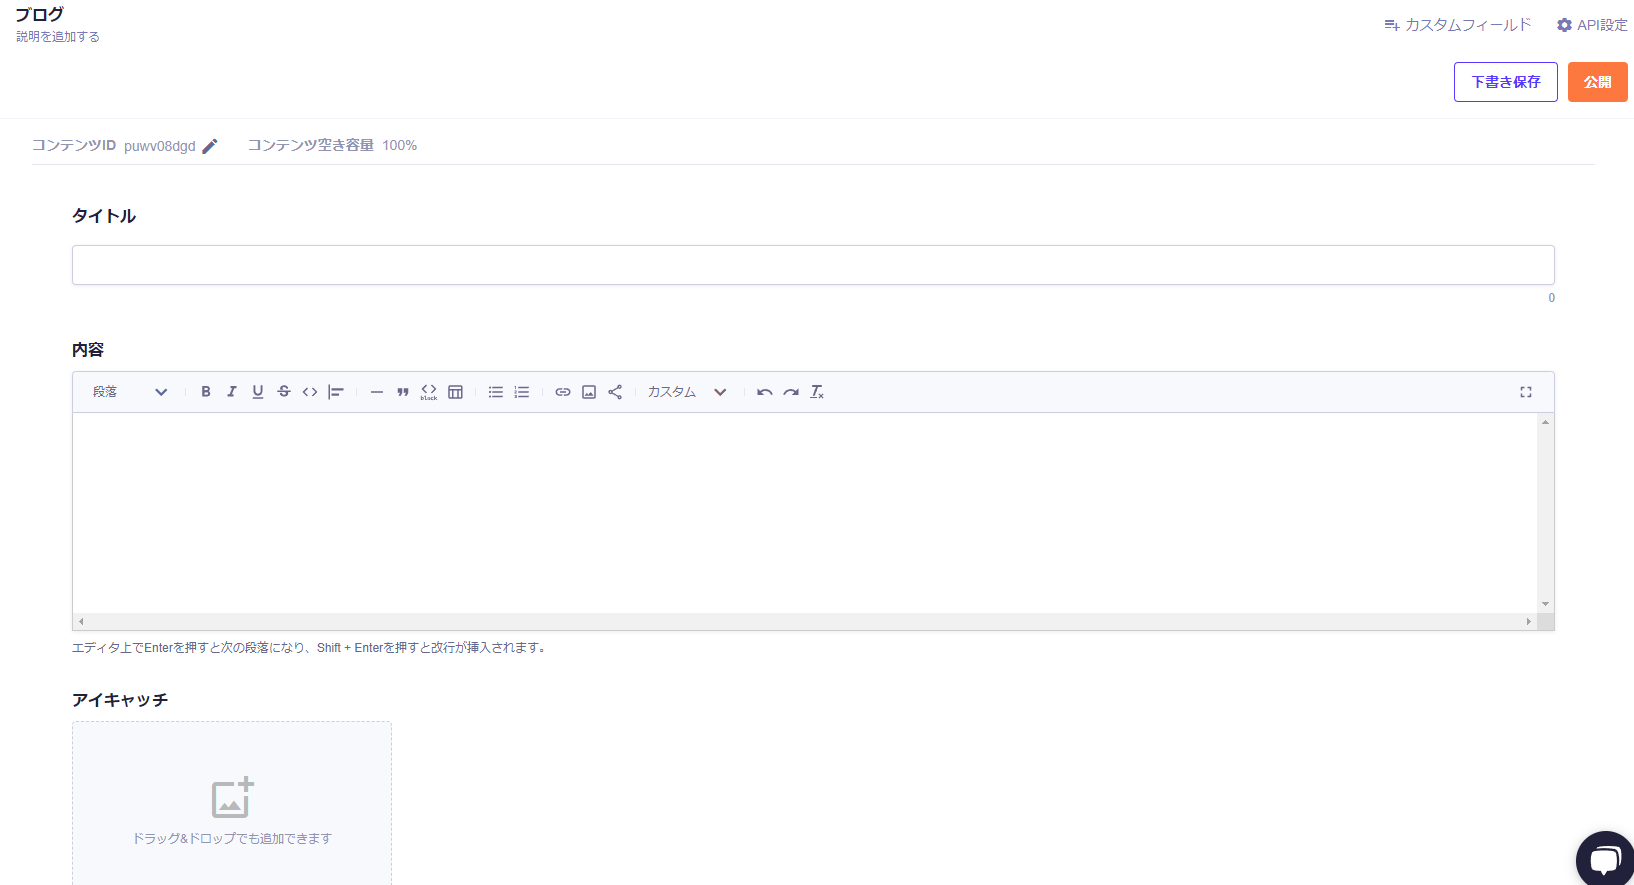 ブログ
説明を追加する
カスタムフィールド API設定
下書き保存 公開
コンテンツID puwv08dgd コンテンツ空き容量 100%
タイトル
0
内容
段落 B I U S block カスタム
エディタ上でEnterを押すと次の段落になり、Shift + Enterを押すと改行が挿入されます。
アイキャッチ
ドラッグ&ドロップでも追加できます